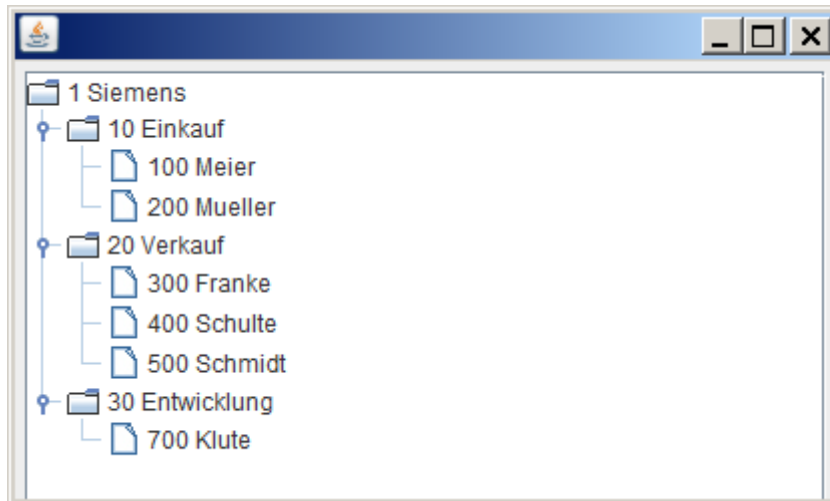 1 Siemens
10 Einkauf
100 Meier
200 Mueller
20 Verkauf
300 Franke
400 Schulte
500 Schmidt
30 Entwicklung
700 Klute